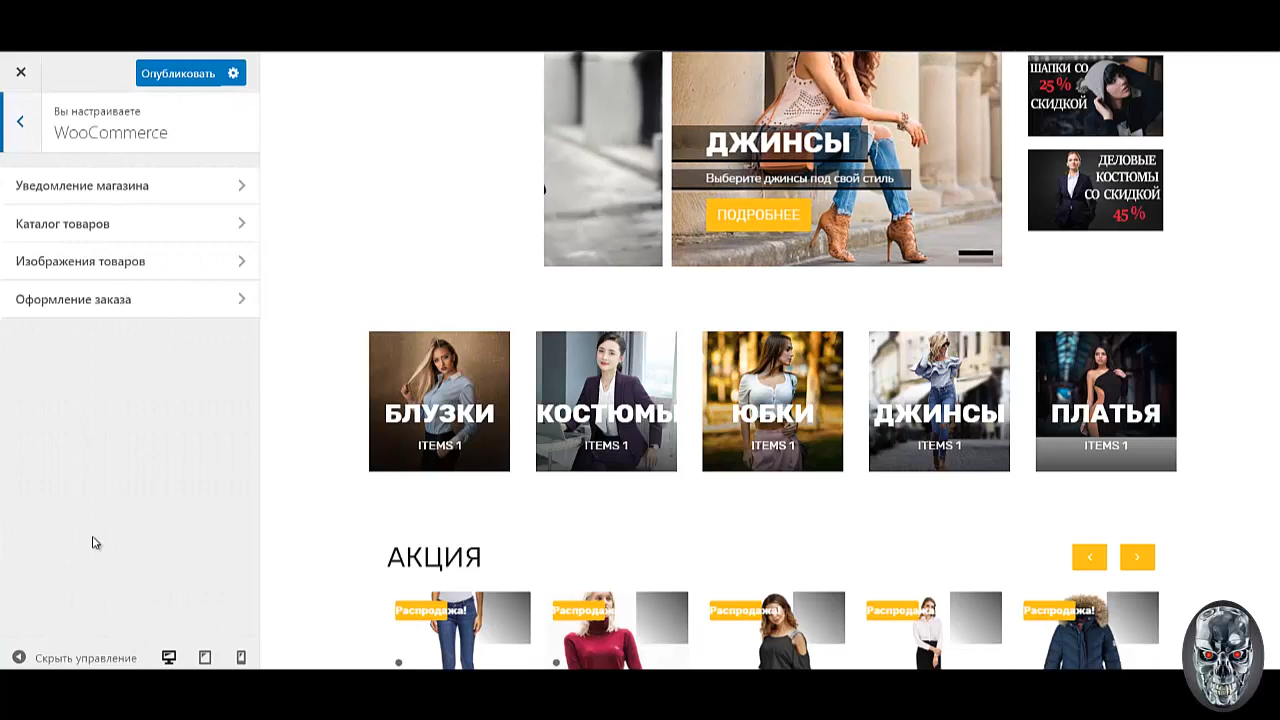 Опубликовать
Вы настраиваете
WooCommerce
Уведомление магазина
Каталог товаров
Изображения товаров
Оформление заказа
Скрыть управление
ДЖИНСЫ
Выберите джинсы под свой стиль
ПОДРОБНЕЕ
ШАПКИ СО
25%
СКИДКОЙ
ДЕЛОВЫЕ
КОСТЮМЫ
СО СКИДКОЙ
45%
БЛУЗКИ
ITEMS 1
КОСТЮМЫ
ITEMS 1
ЮБКИ
ITEMS 1
ДЖИНСЫ
ITEMS 1
ПЛАТЬЯ
ITEMS 1
АКЦИЯ
Распродажа!
Распродажа
Распродажа!
Распродажа!
Распродажа!